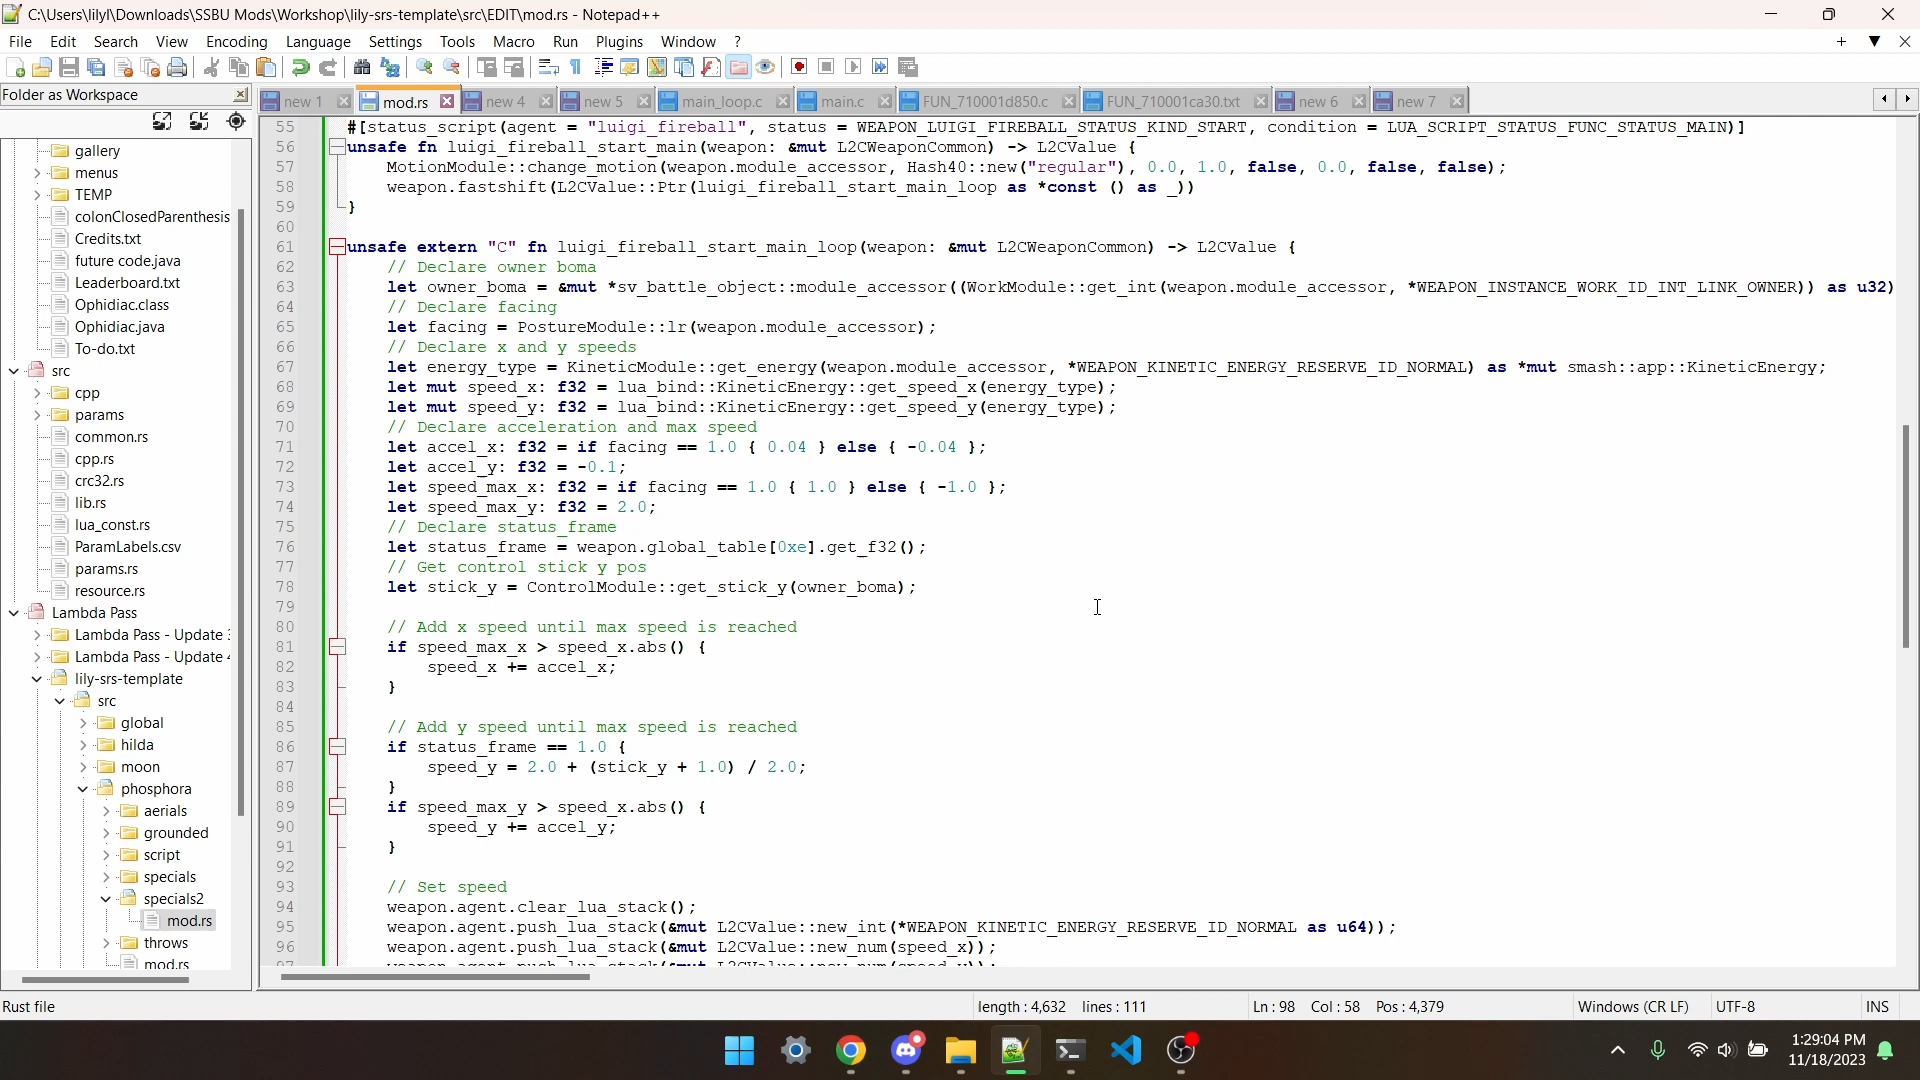 C:\Users\lilyl\Downloads\SSBU Mods\Workshop\lily-srs-template\src\EDIT\mod.rs - Notepad++
File Edit Search View Encoding Language Settings Tools Macro Run Plugins Window ?
Folder as Workspace
new 1 mod.rs new 4 new 5 main_loop.c main.c FUN_710001d850.c FUN_710001ca30.txt new 6 new 7
gallery
menus
TEMP
colonClosedParenthesis
Credits.txt
future code.java
Leaderboard.txt
Ophidiac.class
Ophidiac.java
To-do.txt
src
cpp
params
common.rs
cpp.rs
crc32.rs
lib.rs
lua_const.rs
ParamLabels.csv
params.rs
resource.rs
Lambda Pass
Lambda Pass - Update
Lambda Pass - Update
lily-srs-template
src
global
hilda
moon
phosphora
aerials
grounded
script
specials
specials2
mod.rs
throws
mod.rs
55 #[status_script(agent = "luigi_fireball", status = WEAPON_LUIGI_FIREBALL_STATUS_KIND_START, condition = LUA_SCRIPT_STATUS_FUNC_STATUS_MAIN)]
56 unsafe fn luigi_fireball_start_main(weapon: &mut L2CWeaponCommon) -> L2CValue {
57 MotionModule::change_motion(weapon.module_accessor, Hash40::new("regular"), 0.0, 1.0, false, 0.0, false, false);
58 weapon.fastshift(L2CValue::Ptr(luigi_fireball_start_main_loop as *const () as _))
59 }
60
61 unsafe extern "C" fn luigi_fireball_start_main_loop(weapon: &mut L2CWeaponCommon) -> L2CValue {
62 // Declare owner boma
63 let owner_boma = &mut *sv_battle_object::module_accessor((WorkModule::get_int(weapon.module_accessor, *WEAPON_INSTANCE_WORK_ID_INT_LINK_OWNER)) as u32)
64 // Declare facing
65 let facing = PostureModule::lr(weapon.module_accessor);
66 // Declare x and y speeds
67 let energy_type = KineticModule::get_energy(weapon.module_accessor, *WEAPON_KINETIC_ENERGY_RESERVE_ID_NORMAL) as *mut smash::app::KineticEnergy;
68 let mut speed_x: f32 = lua_bind::KineticEnergy::get_speed_x(energy_type);
69 let mut speed_y: f32 = lua_bind::KineticEnergy::get_speed_y(energy_type);
70 // Declare acceleration and max speed
71 let accel_x: f32 = if facing == 1.0 { 0.04 } else { -0.04 };
72 let accel_y: f32 = -0.1;
73 let speed_max_x: f32 = if facing == 1.0 { 1.0 } else { -1.0 };
74 let speed_max_y: f32 = 2.0;
75 // Declare status_frame
76 let status_frame = weapon.global_table[0xe].get_f32();
77 // Get control stick y pos
78 let stick_y = ControlModule::get_stick_y(owner_boma);
79
80 // Add x speed until max speed is reached
81 if speed_max_x > speed_x.abs() {
82 speed_x += accel_x;
83 }
84
85 // Add y speed until max speed is reached
86 if status_frame == 1.0 {
87 speed_y = 2.0 + (stick_y + 1.0) / 2.0;
88 }
89 if speed_max_y > speed_x.abs() {
90 speed_y += accel_y;
91 }
92
93 // Set speed
94 weapon.agent.clear_lua_stack();
95 weapon.agent.push_lua_stack(&mut L2CValue::new_int(*WEAPON_KINETIC_ENERGY_RESERVE_ID_NORMAL as u64));
96 weapon.agent.push_lua_stack(&mut L2CValue::new_num(speed_x));
Rust file length : 4,632 lines : 111 Ln : 98 Col : 58 Pos : 4,379 Windows (CR LF) UTF-8 INS
1:29:04 PM
11/18/2023